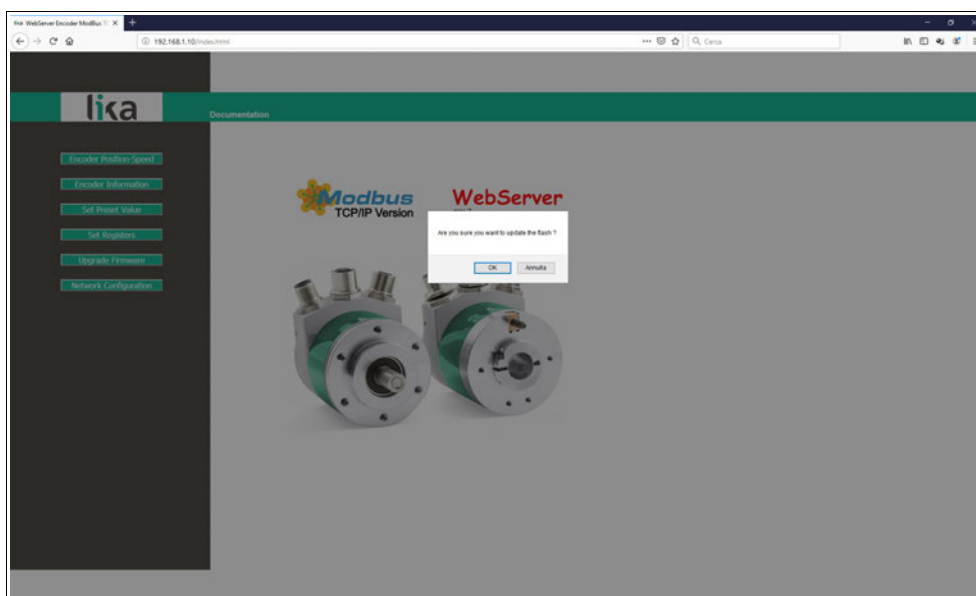 lika WebServer Encoder ModBus TC
192.168.1.10/index.html
Cerca
lika
Documentation
Encoder Position-Speed
Encoder Information
Set Preset Value
Set Registers
Upgrade Firmware
Network Configuration
Modbus
TCP/IP Version
WebServer
Are you sure you want to update the flash ?
OK
Annulla